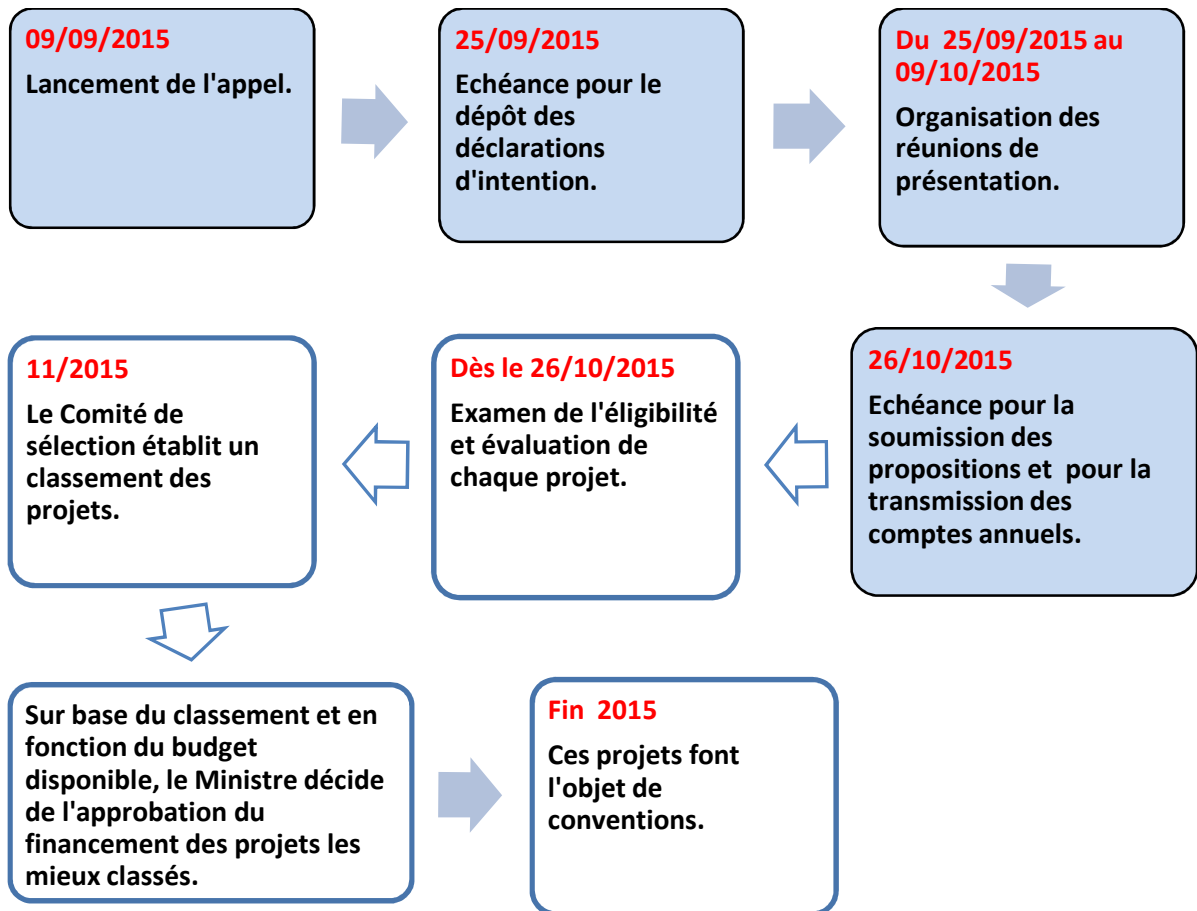 09/09/2015
Lancement de l'appel.
25/09/2015
Echéance pour le
dépôt des
déclarations
d'intention.
Du 25/09/2015 au
09/10/2015
Organisation des
réunions de
présentation.
26/10/2015
Echéance pour la
soumission des
propositions et pour la
transmission des
comptes annuels.
Dès le 26/10/2015
Examen de l'éligibilité
et évaluation de
chaque projet.
11/2015
Le Comité de
sélection établit un
classement des
projets.
Sur base du classement et en
fonction du budget
disponible, le Ministre décide
de l'approbation du
financement des projets les
mieux classés.
Fin 2015
Ces projets font
l'objet de
conventions.